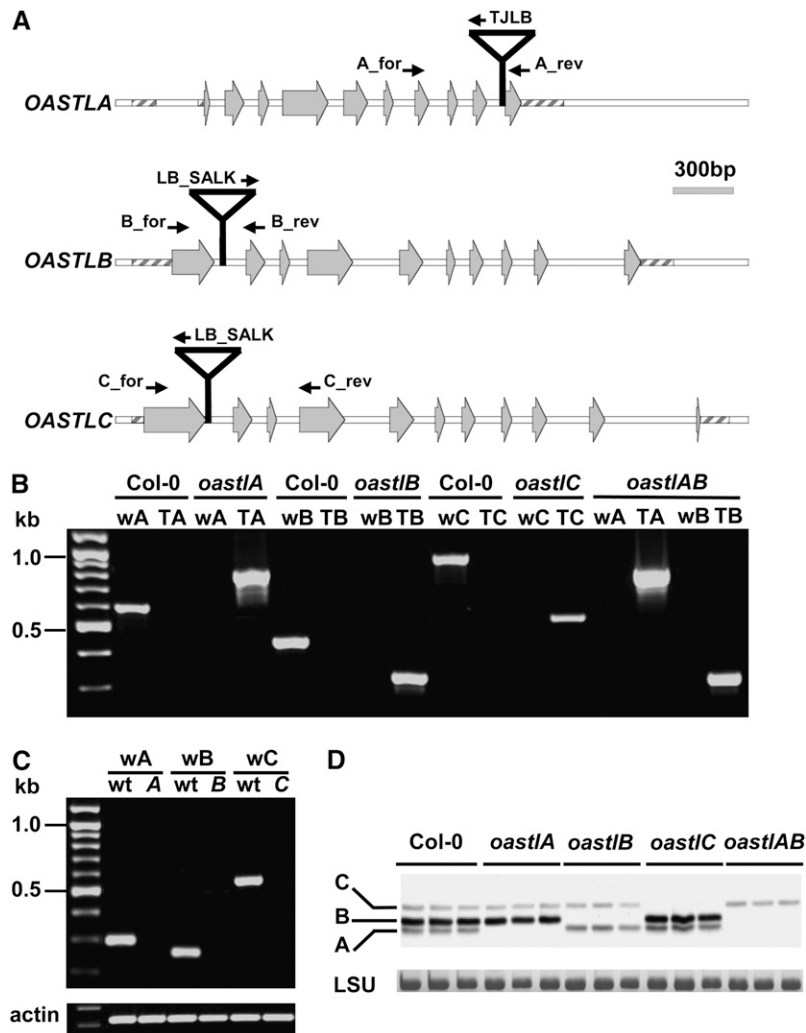 A
TJLB
A_for
A_rev
OASTLA
300bp
LB_SALK
B_for
B_rev
OASTLB
LB_SALK
C_for
C_rev
OASTLC
B
Col-0 oastlA Col-0 oastlB Col-0 oastlC oastlAB
kb wA TA wA TA wB TB wB TB wC TC wC TC wA TA wB TB
1.0
0.5
C
wA wB wC
kb wt A wt B wt C
1.0
0.5
actin
D
Col-0 oastlA oastlB oastlC oastlAB
C
B
A
LSU